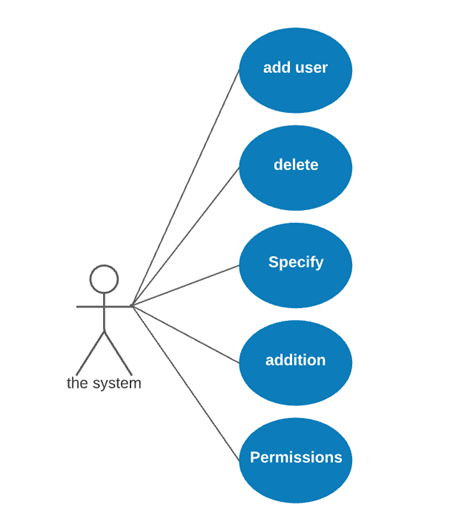 add user
delete
Specify
addition
Permissions
the system